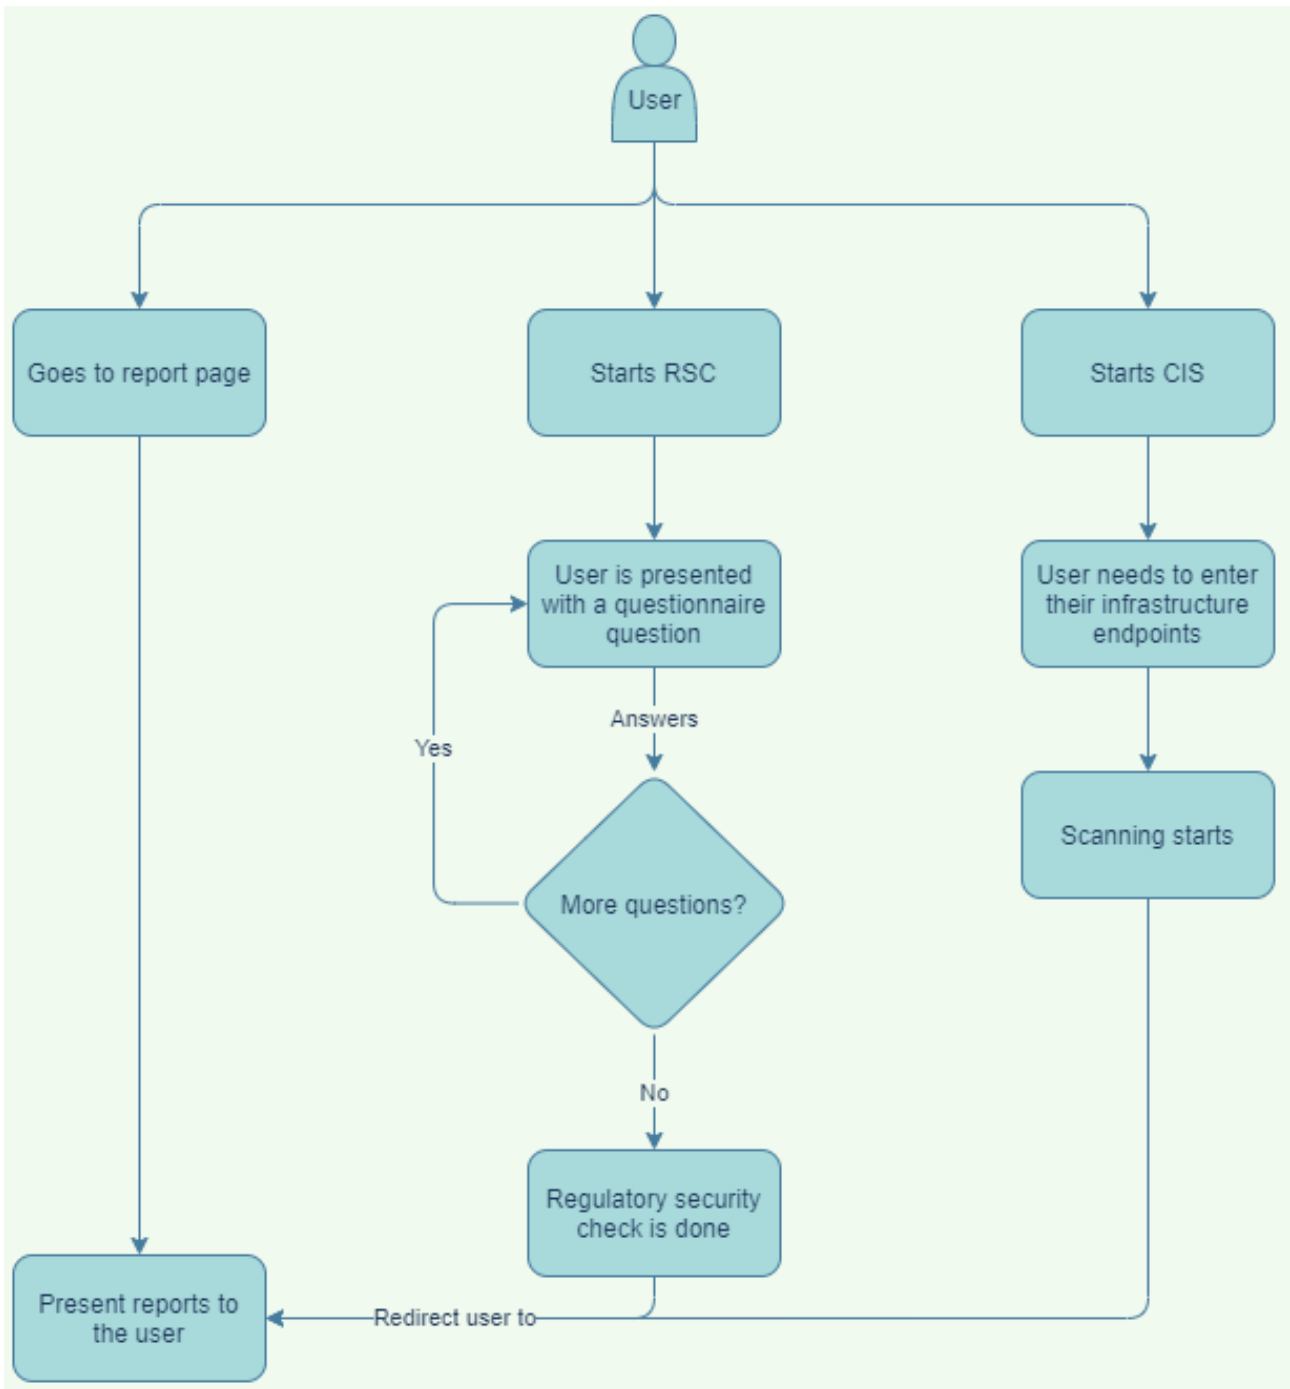 User
Goes to report page
Starts RSC
Starts CIS
User is presented
with a questionnaire
question
User needs to enter
their infrastructure
endpoints
Answers
Yes
Scanning starts
More questions?
No
Regulatory security
check is done
Present reports to
the user
Redirect user to